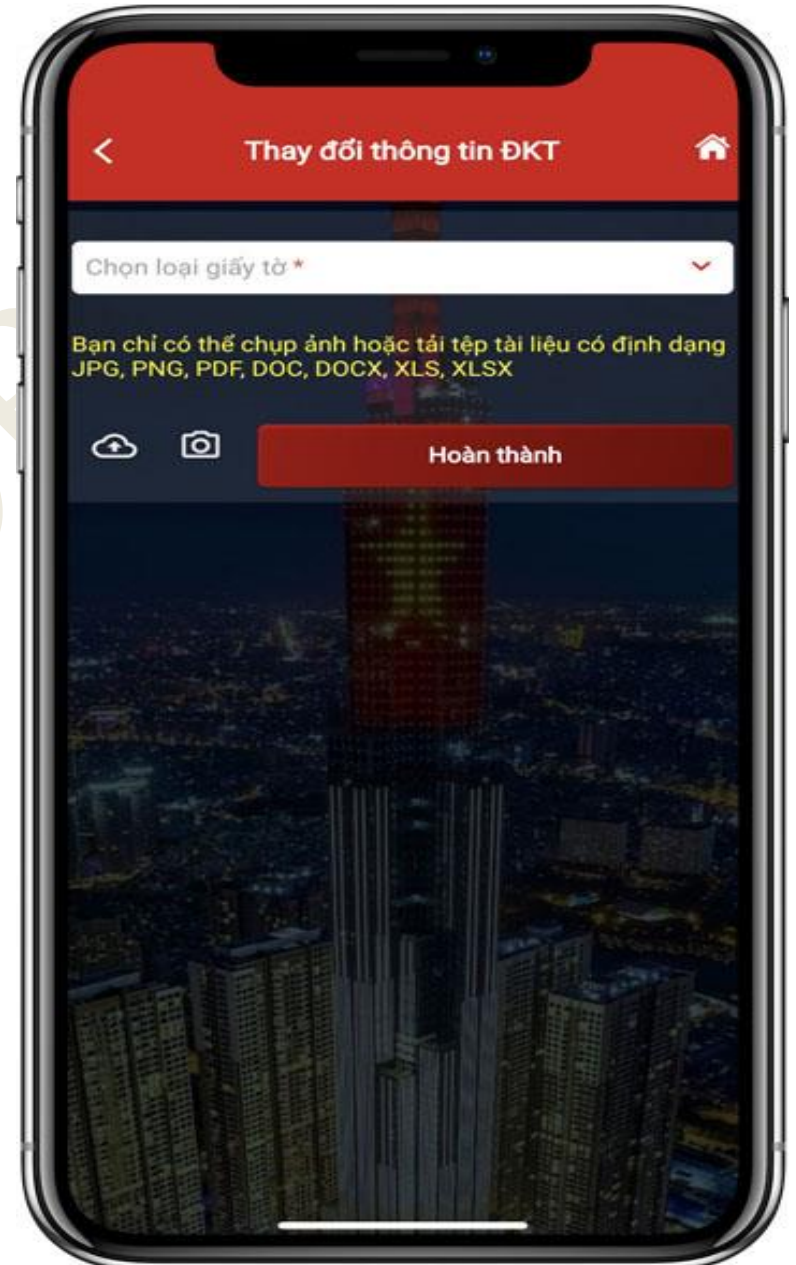 Thay đổi thông tin ĐKT
Chọn loại giấy tờ *
Bạn chỉ có thể chụp ảnh hoặc tải tệp tài liệu có định dạng
JPG, PNG, PDF, DOC, DOCX, XLS, XLSX
Hoàn thành